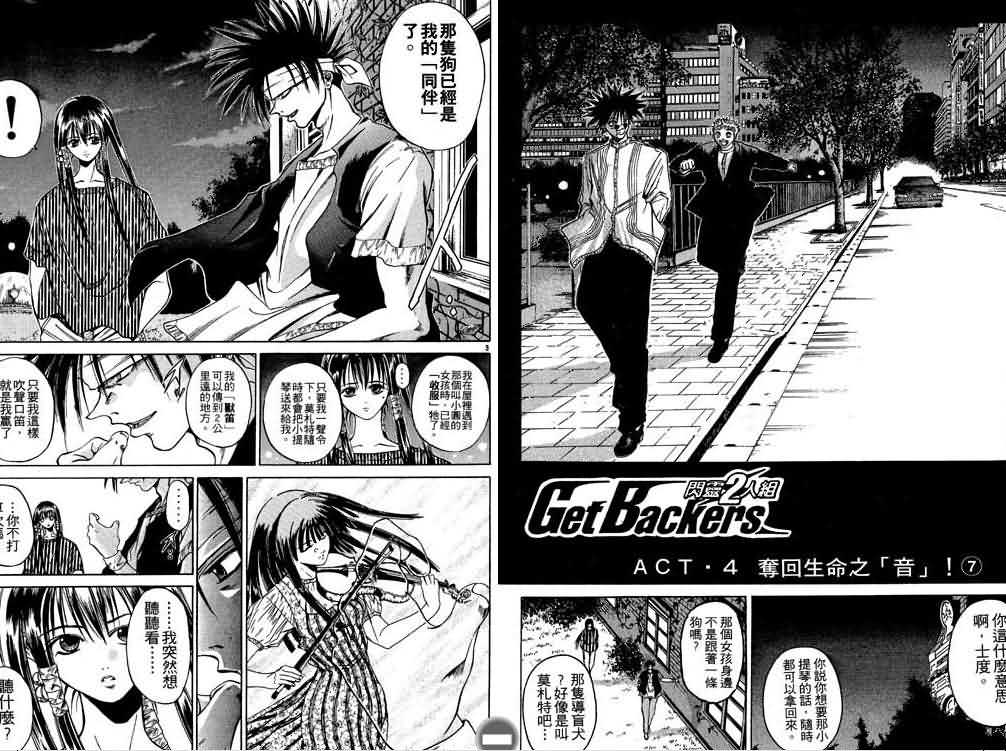 閃靈2人組
GetBackers
ACT・4 奪回生命之「音」！⑦
你這什麼意
啊，士度。
你說你想要那小
提琴的話，隨時
都可以拿回來。
那個女孩身邊
不是跟著一條
狗嗎？
那隻導盲犬
？好像是叫
莫札特吧…
那隻狗已經是
我的「同伴」
了。
！
3
我在屋裡遇到
那個叫小圓的
女孩時，已經
「收服」牠了。
……
只要我一聲令
下，莫札特隨
時都會把小提
琴送來給我。
我的「獸笛」
可以傳到2公
里遠的地方。
只要我這樣
吹聲口笛，
就是我贏了
……
…你不打
……我突然想
聽聽看……
聽什麼？